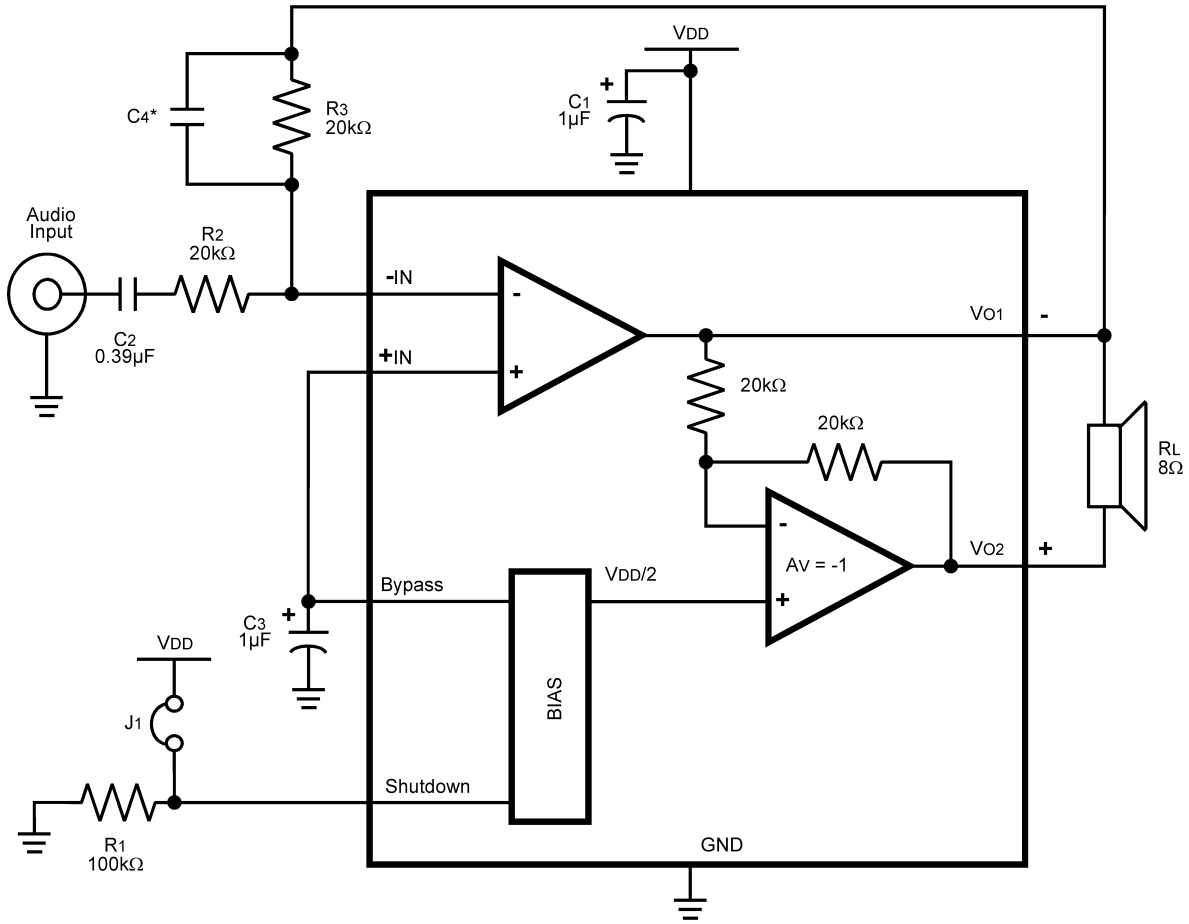 VDD
+
C1
1µF
C4*
R3
20kΩ
Audio
Input
R2
20kΩ
C2
0.39µF
-IN
-
+IN
+
VO1
-
20kΩ
20kΩ
RL
8Ω
-
AV = -1
+
VO2
+
Bypass
VDD/2
+
C3
1µF
BIAS
VDD
J1
Shutdown
R1
100kΩ
GND